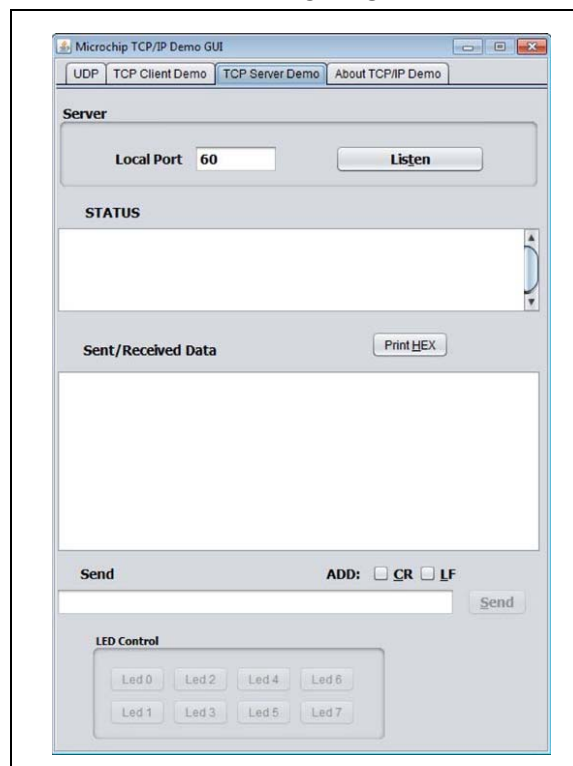 Microchip TCP/IP Demo GUI
UDP TCP Client Demo TCP Server Demo About TCP/IP Demo
Server
Local Port 60 Listen
STATUS
Sent/Received Data Print HEX
Send ADD: CR LF
Send
LED Control
Led 0 Led 2 Led 4 Led 6
Led 1 Led 3 Led 5 Led 7